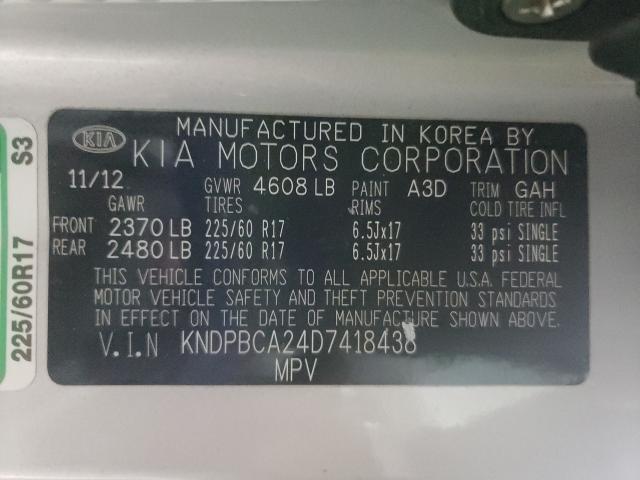 KIA
MANUFACTURED IN KOREA BY
KIA MOTORS CORPORATION
11/12 GVWR 4608 LB PAINT A3D TRIM GAH
GAWR TIRES RIMS COLD TIRE INFL
FRONT 2370 LB 225/60 R17 6.5Jx17 33 psi SINGLE
REAR 2480 LB 225/60 R17 6.5Jx17 33 psi SINGLE
THIS VEHICLE CONFORMS TO ALL APPLICABLE U.S.A. FEDERAL
MOTOR VEHICLE SAFETY AND THEFT PREVENTION STANDARDS
IN EFFECT ON THE DATE OF MANUFACTURE SHOWN ABOVE.
V.I.N KNDPBCA24D7418438
MPV
225/60R17 S3